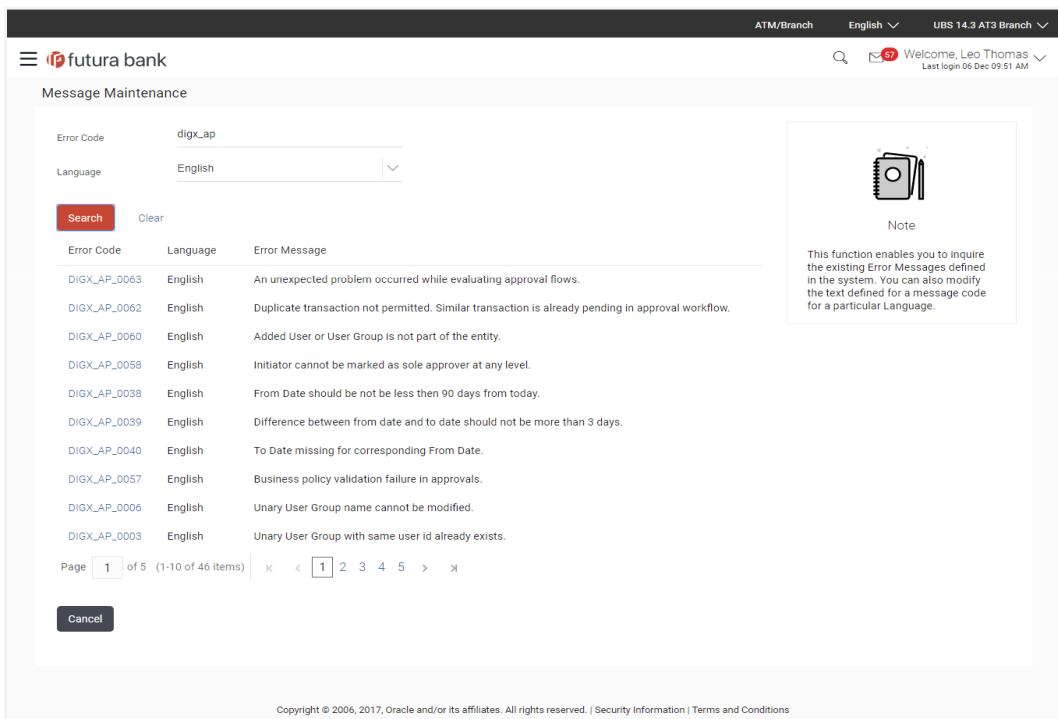 ATM/Branch English UBS 14.3 AT3 Branch
futura bank 57 Welcome, Leo Thomas
Last login 06 Dec 09:51 AM
Message Maintenance
Error Code digx_ap
Language English
Search Clear
Error Code Language Error Message
DIGX_AP_0063 English An unexpected problem occurred while evaluating approval flows.
DIGX_AP_0062 English Duplicate transaction not permitted. Similar transaction is already pending in approval workflow.
DIGX_AP_0060 English Added User or User Group is not part of the entity.
DIGX_AP_0058 English Initiator cannot be marked as sole approver at any level.
DIGX_AP_0038 English From Date should be not be less then 90 days from today.
DIGX_AP_0039 English Difference between from date and to date should not be more than 3 days.
DIGX_AP_0040 English To Date missing for corresponding From Date.
DIGX_AP_0057 English Business policy validation failure in approvals.
DIGX_AP_0006 English Unary User Group name cannot be modified.
DIGX_AP_0003 English Unary User Group with same user id already exists.
Page 1 of 5 (1-10 of 46 items) 1 2 3 4 5
Cancel
Note
This function enables you to inquire
the existing Error Messages defined
in the system. You can also modify
the text defined for a message code
for a particular Language.
Copyright © 2006, 2017, Oracle and/or its affiliates. All rights reserved. | Security Information | Terms and Conditions